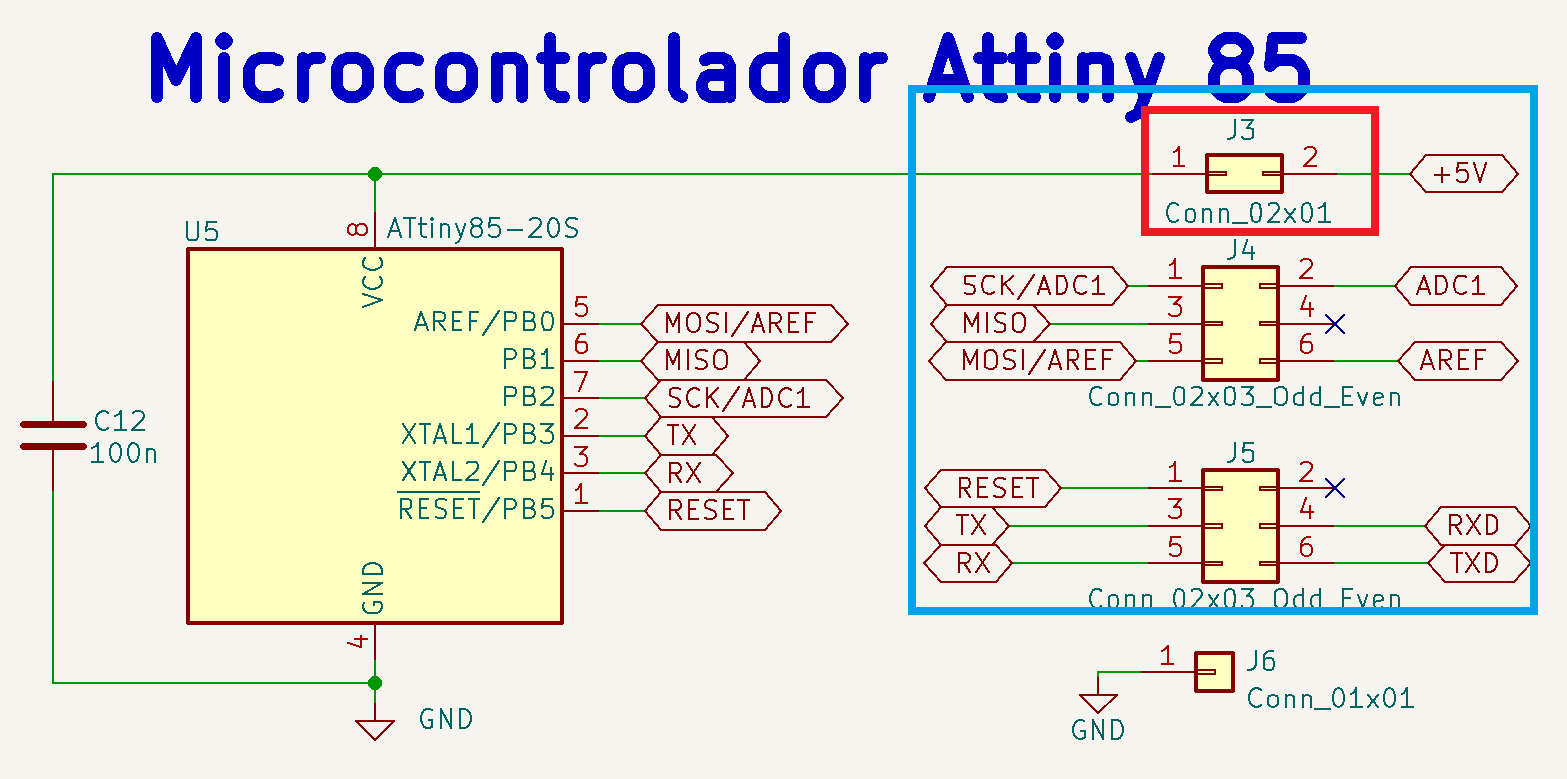 Microcontrolador Attiny 85
J3
1 2
+5V
Conn_02x01
U5
8
ATtiny85-20S
VCC
AREF/PB0 5 MOSI/AREF
PB1 6 MISO
PB2 7 SCK/ADC1
XTAL1/PB3 2 TX
XTAL2/PB4 3 RX
RESET/PB5 1 RESET
GND
4
GND
C12
100n
J4
SCK/ADC1 1 2 ADC1
MISO 3 4
MOSI/AREF 5 6 AREF
Conn_02x03_Odd_Even
J5
RESET 1 2
TX 3 4 RXD
RX 5 6 TXD
Conn_02x03_Odd_Even
1 J6
Conn_01x01
GND